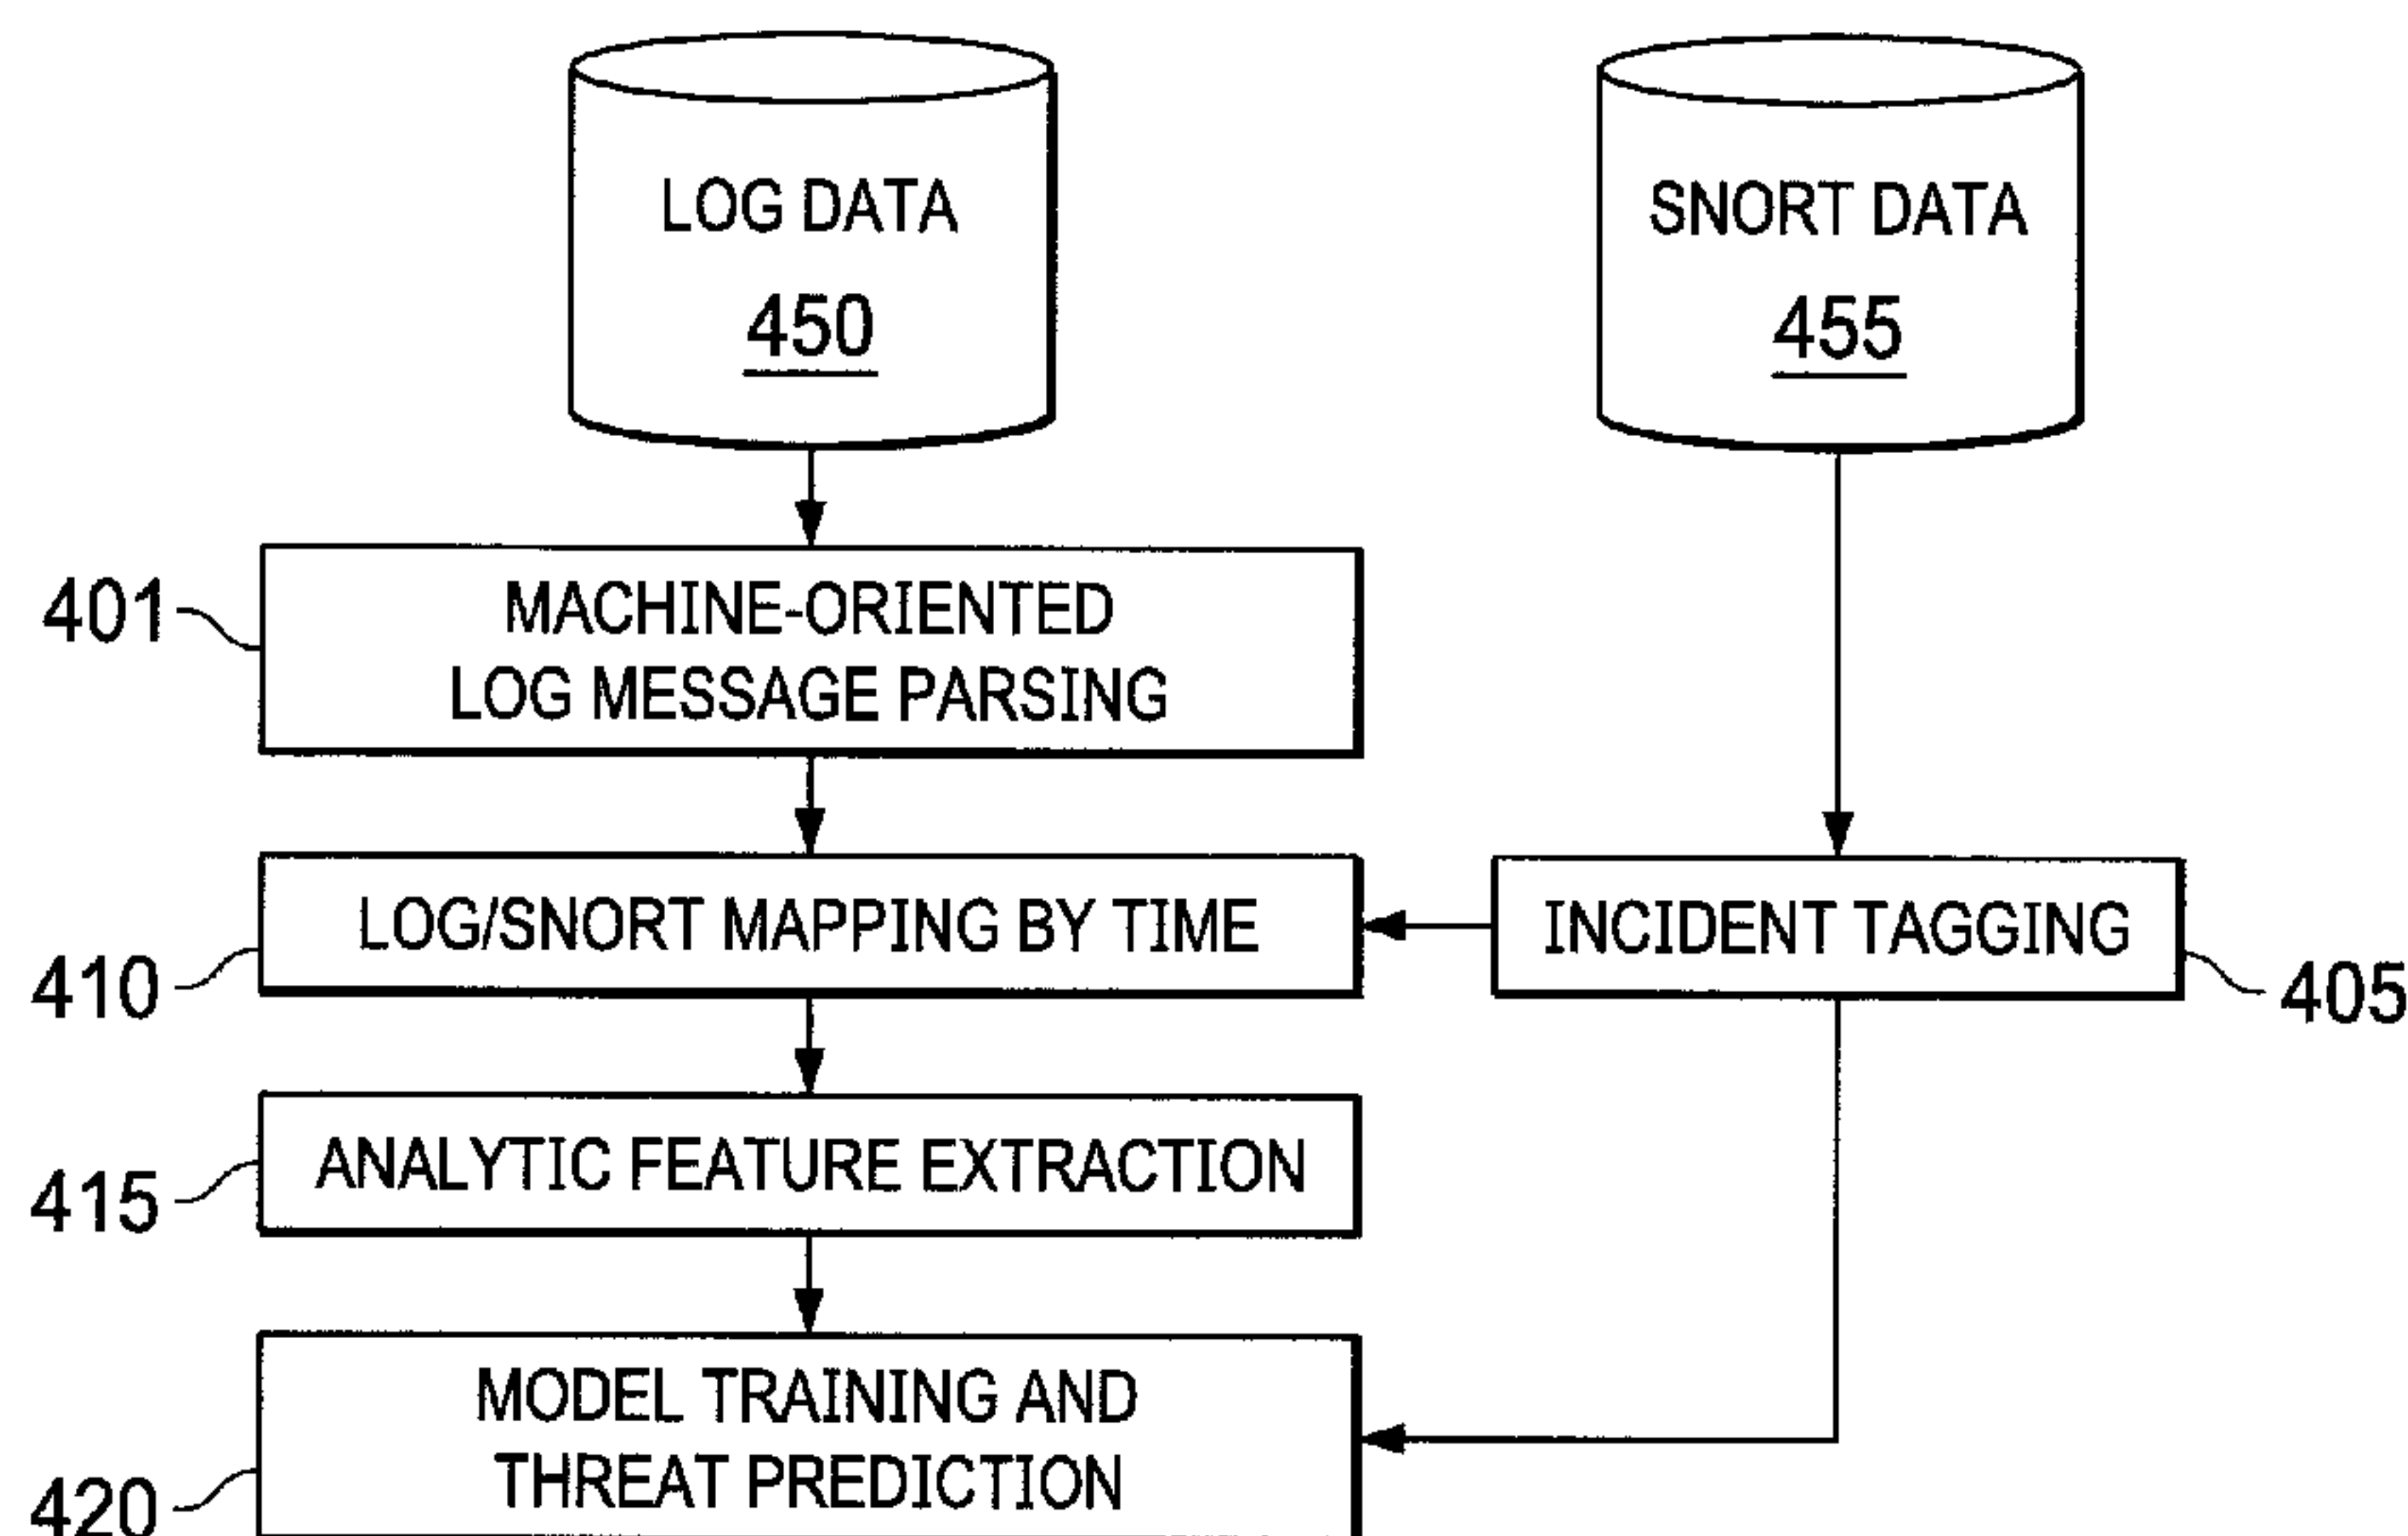 LOG DATA
450
SNORT DATA
455
401
MACHINE-ORIENTED
LOG MESSAGE PARSING
410
LOG/SNORT MAPPING BY TIME
INCIDENT TAGGING
405
415
ANALYTIC FEATURE EXTRACTION
420
MODEL TRAINING AND
THREAT PREDICTION